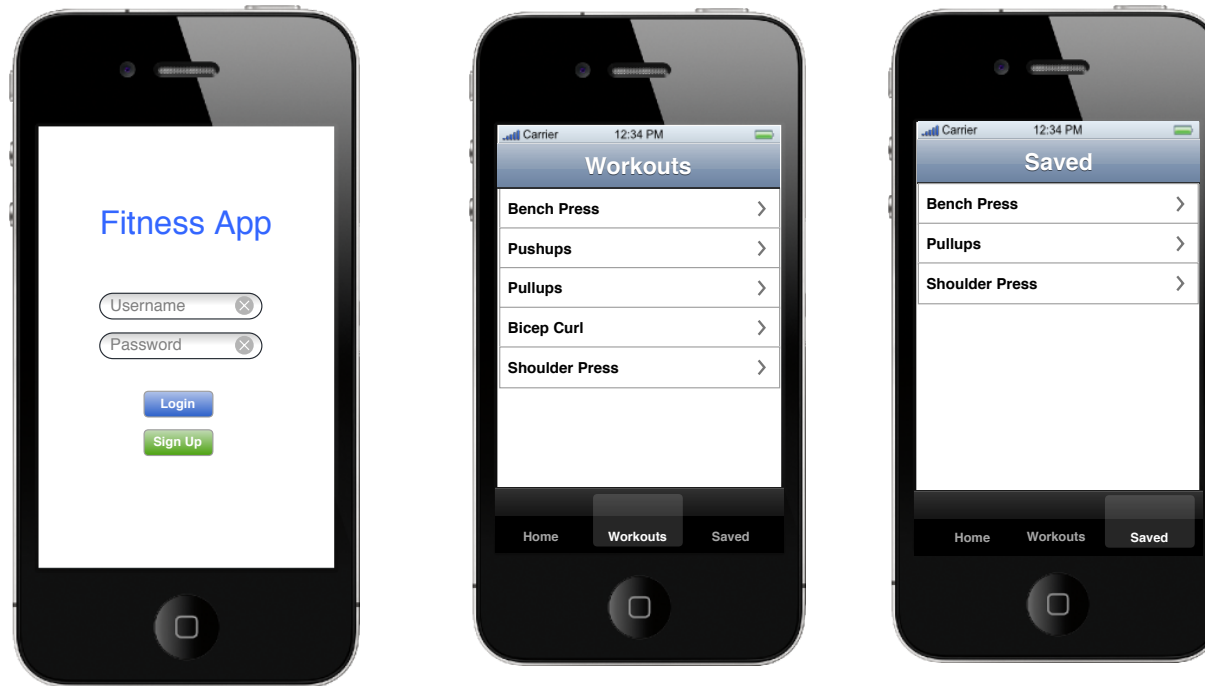 Fitness App
Username
Password
Login
Sign Up
Carrier 12:34 PM
Workouts
Bench Press
Pushups
Pullups
Bicep Curl
Shoulder Press
Home Workouts Saved
Carrier 12:34 PM
Saved
Bench Press
Pullups
Shoulder Press
Home Workouts Saved